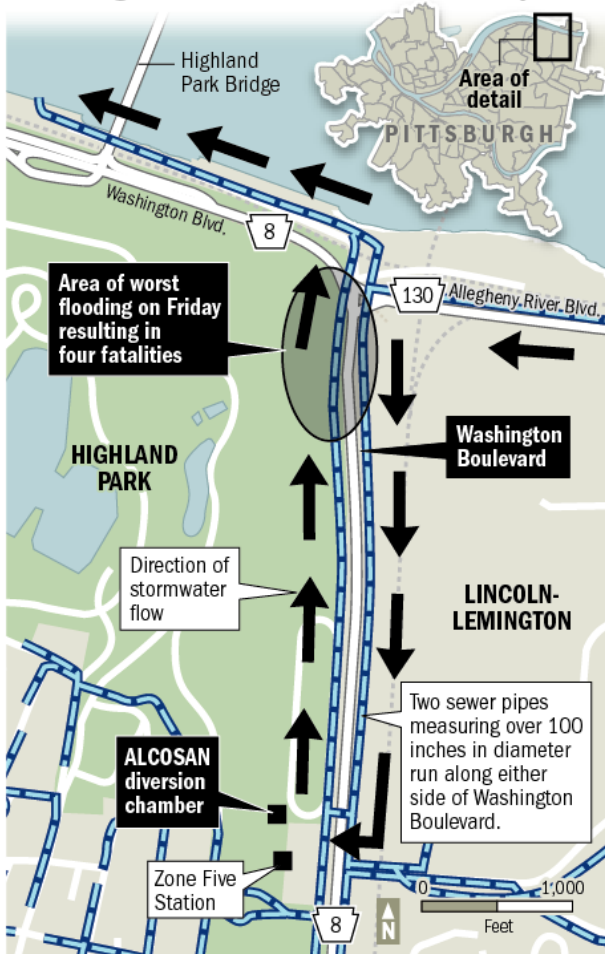 Highland
Park Bridge
Area of
detail
PITTSBURGH
Washington Blvd.
8
Area of worst
flooding on Friday
resulting in
four fatalities
130
Allegheny River Blvd.
Washington
Boulevard
HIGHLAND
PARK
Direction of
stormwater
flow
LINCOLN-
LEMINGTON
Two sewer pipes
measuring over 100
inches in diameter
run along either
side of Washington
Boulevard.
ALCOSAN
diversion
chamber
Zone Five
Station
8
N
0 1,000
Feet